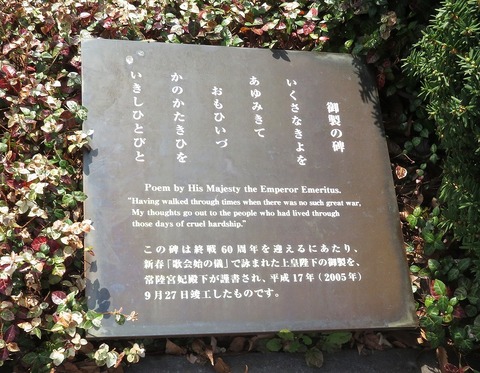 御製の碑
いくさなきよを
あゆみきて
おもひいづ
かのかたきひを
いきしひとびと
Poem by His Majesty the Emperor Emeritus.
"Having walked through times when there was no such great war,
My thoughts go out to the people who had lived through
those days of cruel hardship."
この碑は終戦60周年を迎えるにあたり、
新春「歌会始の儀」で詠まれた上皇陛下の御製を、
常陸宮妃殿下が謹書され、平成17年(2005年)
9月27日竣工したものです。